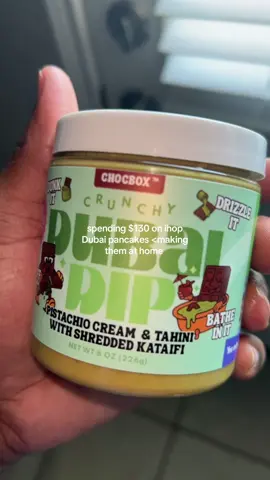 CHOCBOX™
CRUNCHY
DUBAI
DIP
DRIZZLE
IT
BATHE
IN IT
PISTACHIO CREAM & TAHINI
WITH SHREDDED KATAIFI
NET WT 8 OZ (226g)
spending $130 on ihop
Dubai pancakes <making
them at home